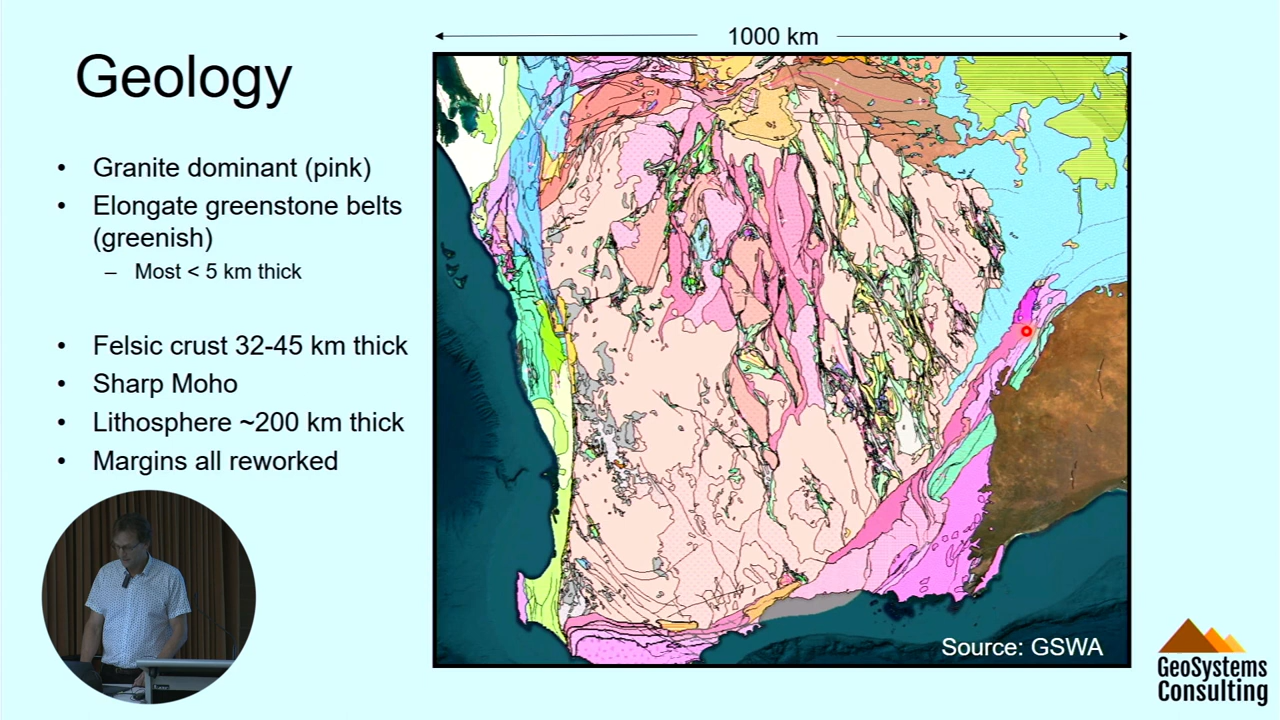 Geology
1000 km
• Granite dominant (pink)
• Elongate greenstone belts
(greenish)
– Most < 5 km thick
• Felsic crust 32-45 km thick
• Sharp Moho
• Lithosphere ~200 km thick
• Margins all reworked
Source: GSWA
GeoSystems
Consulting